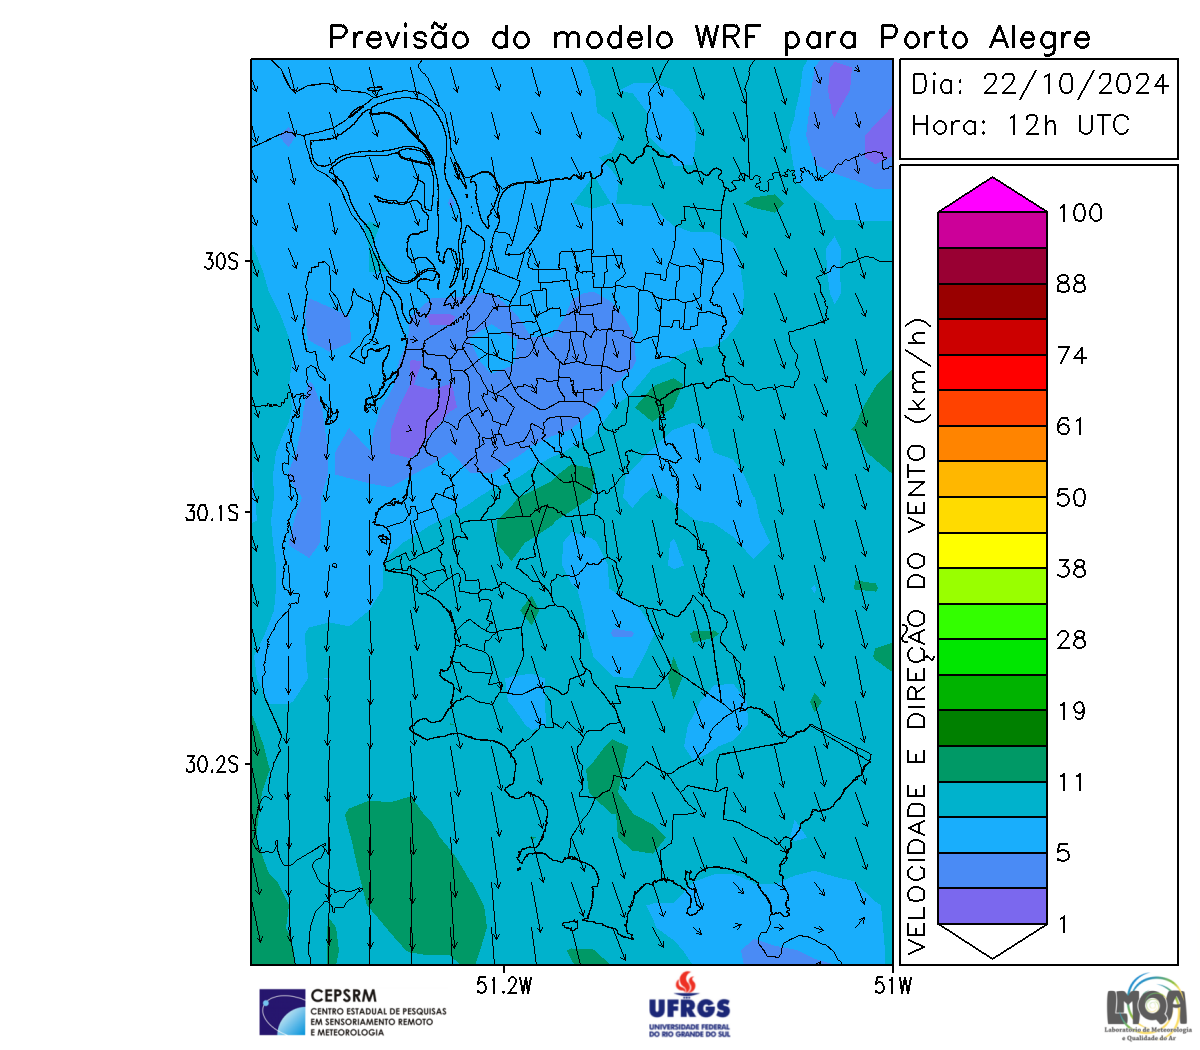 Previsão do modelo WRF para Porto Alegre
Dia: 22/10/2024
Hora: 12h UTC
100
88
74
61
50
38
28
19
11
5
1
VELOCIDADE E DIREÇÃO DO VENTO (km/h)
30S
30.1S
30.2S
51.2W
51W
CEPSRM
CENTRO ESTADUAL DE PESQUISAS
EM SENSORIAMENTO REMOTO
E METEOROLOGIA
UFRGS
UNIVERSIDADE FEDERAL
DO RIO GRANDE DO SUL
LMQA
Laboratório de Meteorologia
e Qualidade do Ar